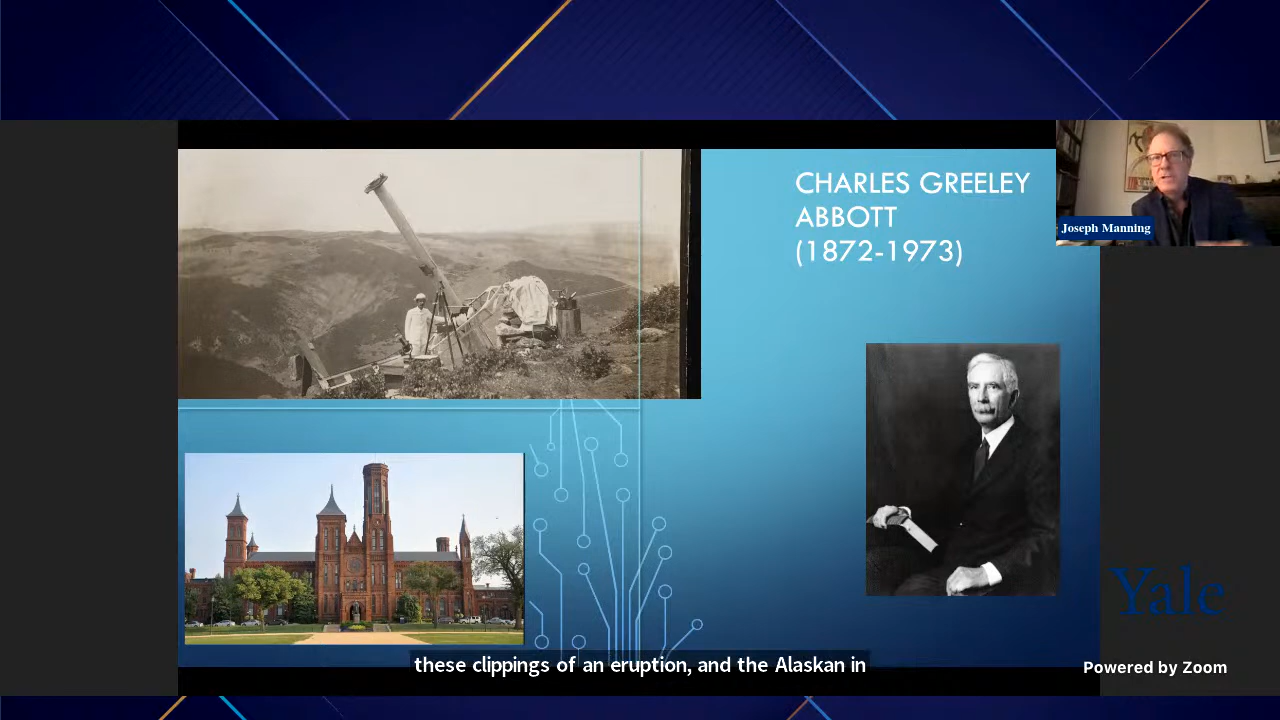 CHARLES GREELEY
ABBOTT
(1872-1973)
Joseph Manning
Yale
these clippings of an eruption, and the Alaskan in
Powered by Zoom